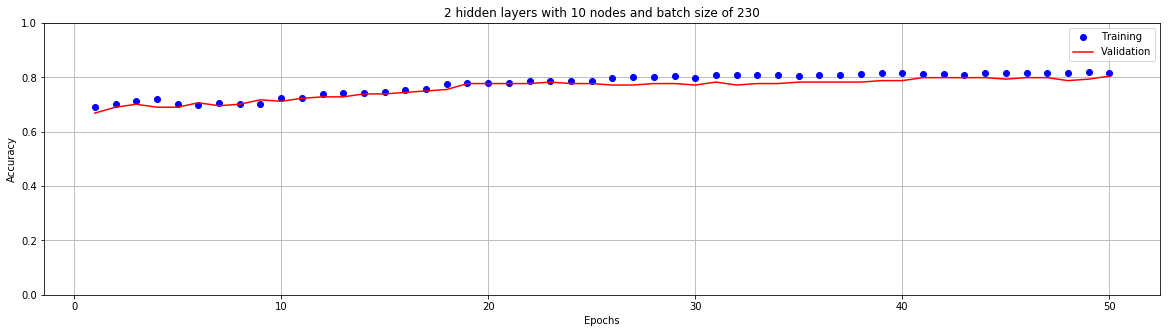 2 hidden layers with 10 nodes and batch size of 230
1.0
0.8
0.6
0.4
0.2
0.0
Accuracy
Training
Validation
0 10 20 30 40 50
Epochs